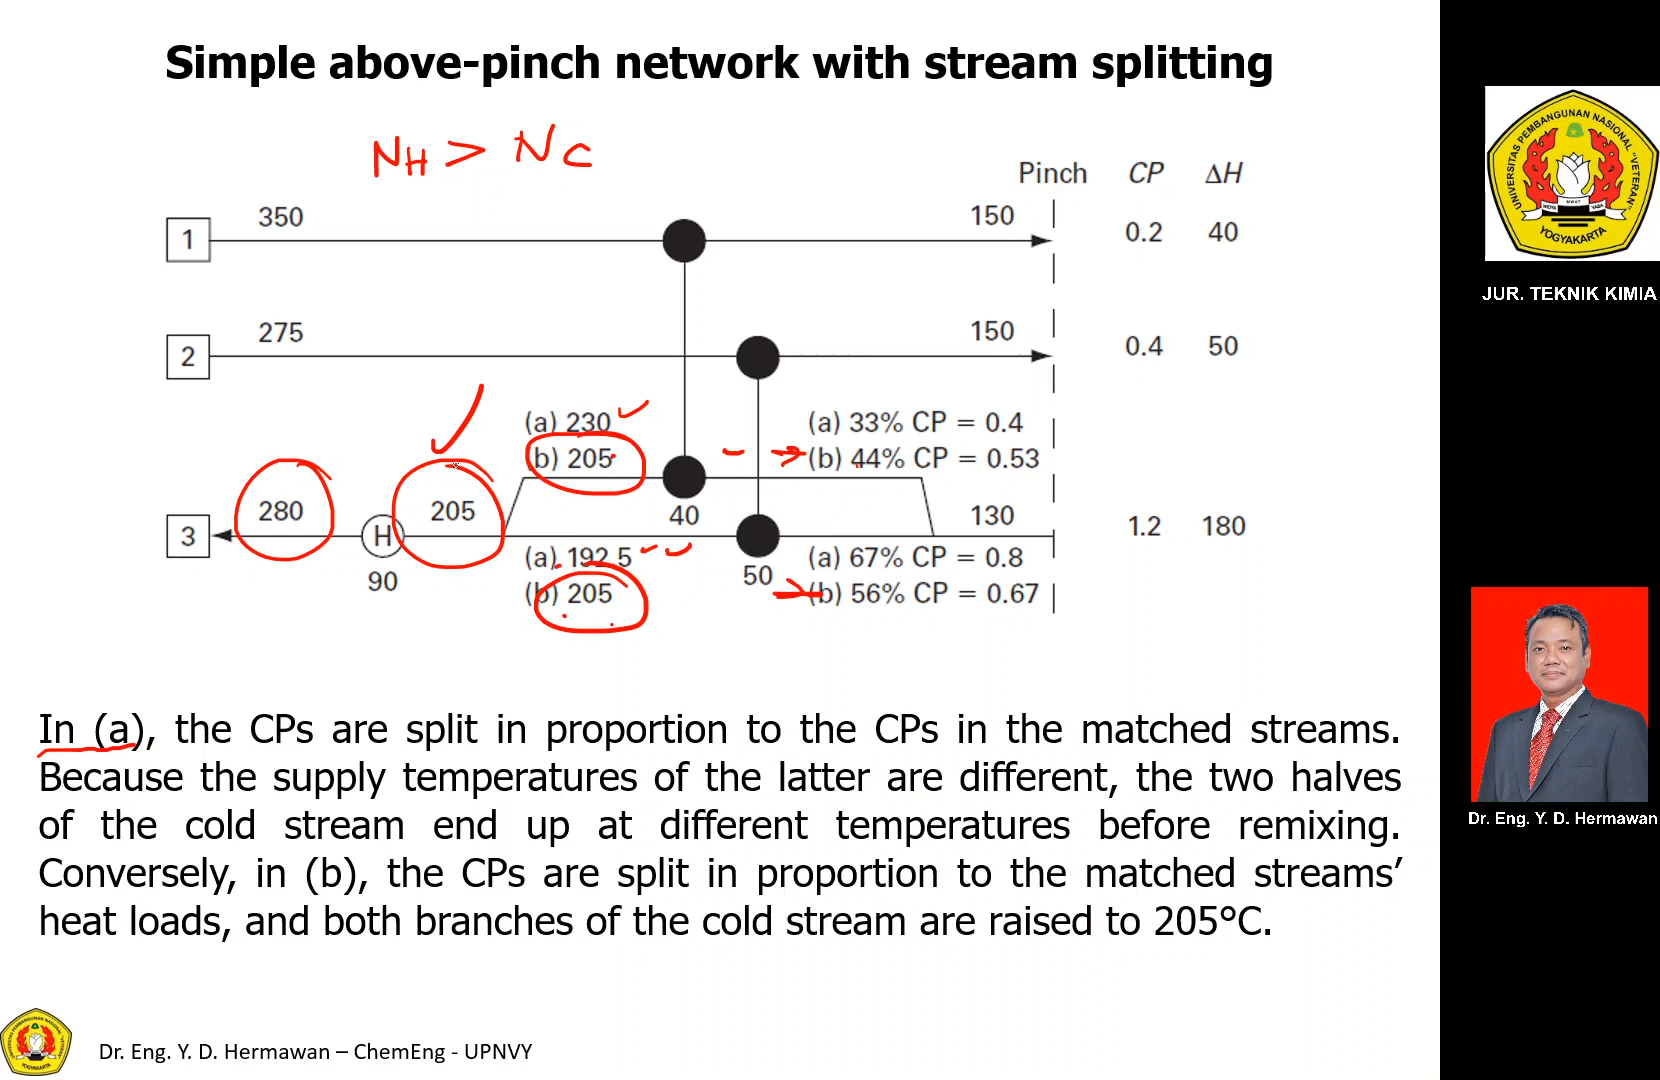 Simple above-pinch network with stream splitting
NH > NC
Pinch CP ΔH
1 350 150 0.2 40
2 275 150 0.4 50
(a) 230 (a) 33% CP = 0.4
(b) 205 (b) 44% CP = 0.53
3 280 H 205 40 130 1.2 180
90 (a) 192.5 50 (a) 67% CP = 0.8
(b) 205 (b) 56% CP = 0.67
In (a), the CPs are split in proportion to the CPs in the matched streams.
Because the supply temperatures of the latter are different, the two halves
of the cold stream end up at different temperatures before remixing.
Conversely, in (b), the CPs are split in proportion to the matched streams’
heat loads, and both branches of the cold stream are raised to 205°C.
Dr. Eng. Y. D. Hermawan – ChemEng - UPNVY
UNIVERSITAS PEMBANGUNAN NASIONAL "VETERAN"
YOGYAKARTA
JUR. TEKNIK KIMIA
Dr. Eng. Y. D. Hermawan